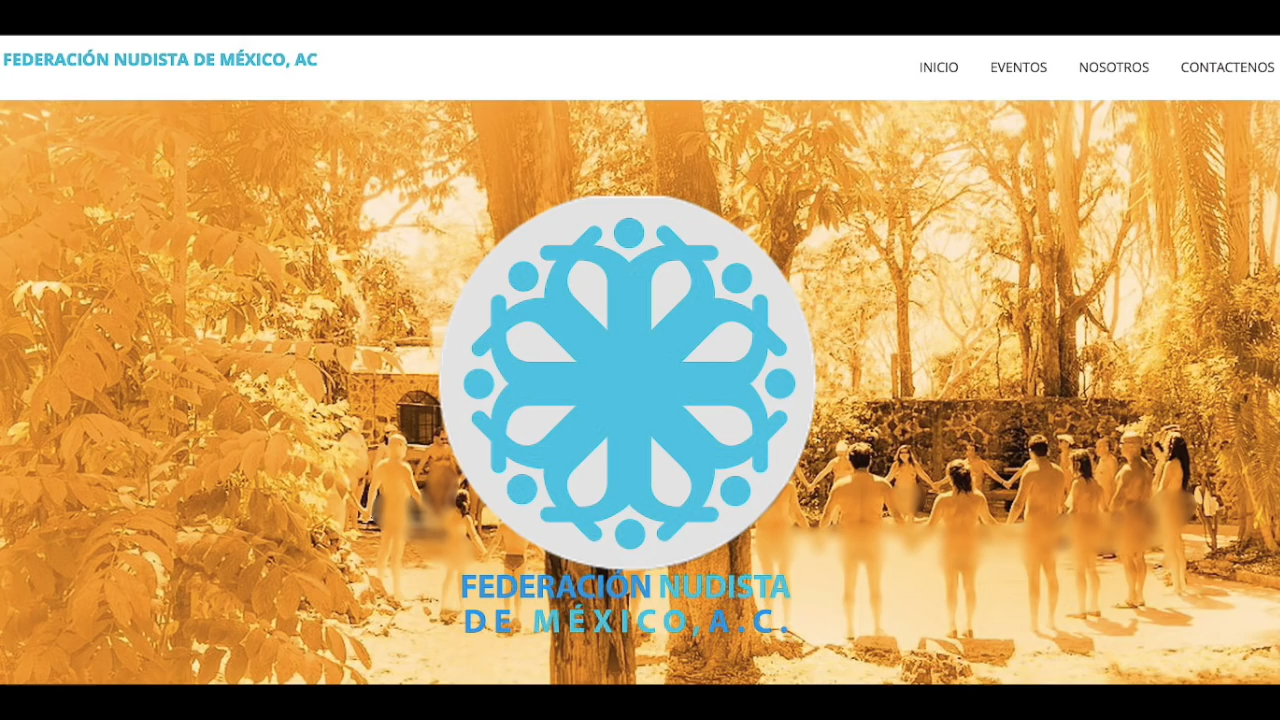 FEDERACIÓN NUDISTA DE MÉXICO, AC
INICIO EVENTOS NOSOTROS CONTACTENOS
FEDERACIÓN NUDISTA
DE MÉXICO, A.C.